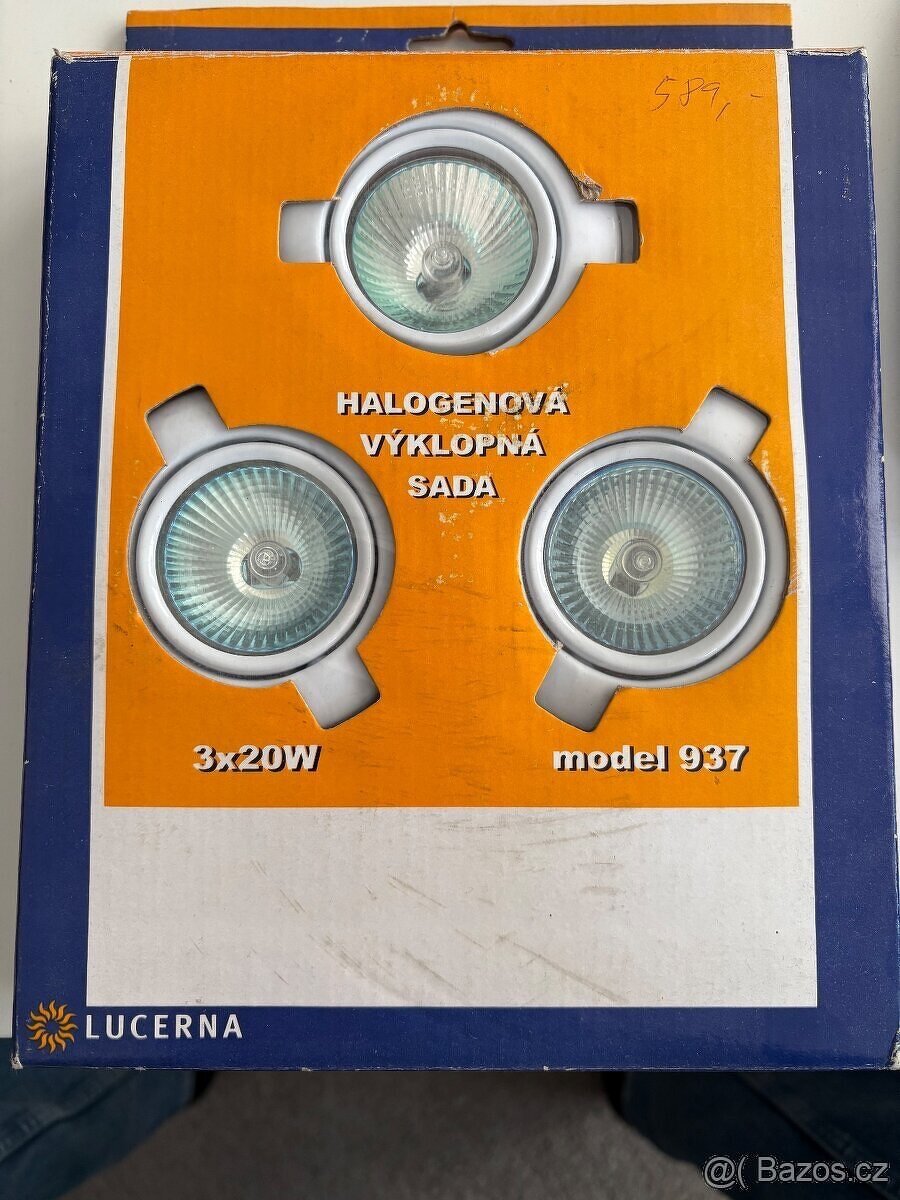 589,-
HALOGENOVÁ
VÝKLOPNÁ
SADA
3x20W
model 937
LUCERNA
@( Bazos.cz